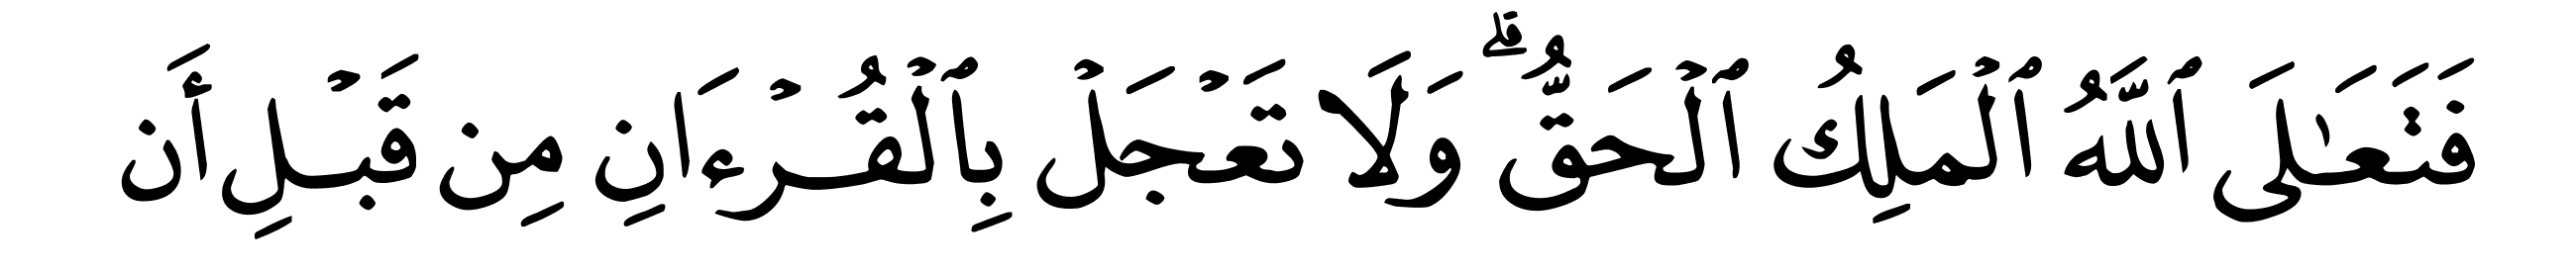 فَتَعَٰلَى ٱللَّهُ ٱلْمَلِكُ ٱلْحَقُّ ۗ وَلَا تَعْجَلْ بِٱلْقُرْءَانِ مِن قَبْلِ أَن